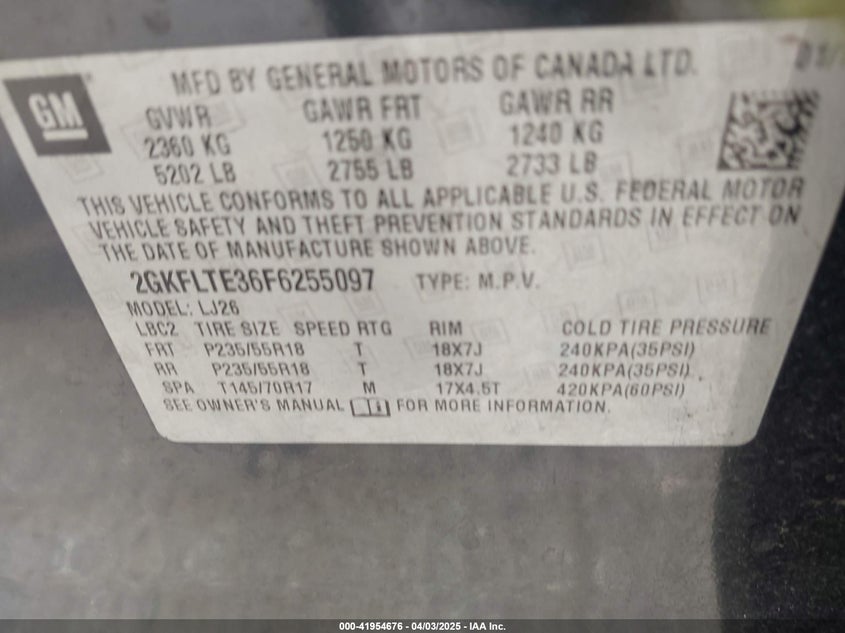 MFD BY GENERAL MOTORS OF CANADA LTD.
GM
GVWR GAWR FRT GAWR RR
2360 KG 1250 KG 1240 KG
5202 LB 2755 LB 2733 LB
THIS VEHICLE CONFORMS TO ALL APPLICABLE U.S. FEDERAL MOTOR
VEHICLE SAFETY AND THEFT PREVENTION STANDARDS IN EFFECT ON
THE DATE OF MANUFACTURE SHOWN ABOVE.
2GKFLTE36F6255097 TYPE: M.P.V.
MODEL: LJ26
LBC2 TIRE SIZE SPEED RTG RIM COLD TIRE PRESSURE
FRT P235/55R18 T 18X7J 240KPA(35PSI)
RR P235/55R18 T 18X7J 240KPA(35PSI)
SPA T145/70R17 M 17X4.5T 420KPA(60PSI)
SEE OWNER'S MANUAL FOR MORE INFORMATION.
000-41954676 - 04/03/2025 - IAA Inc.